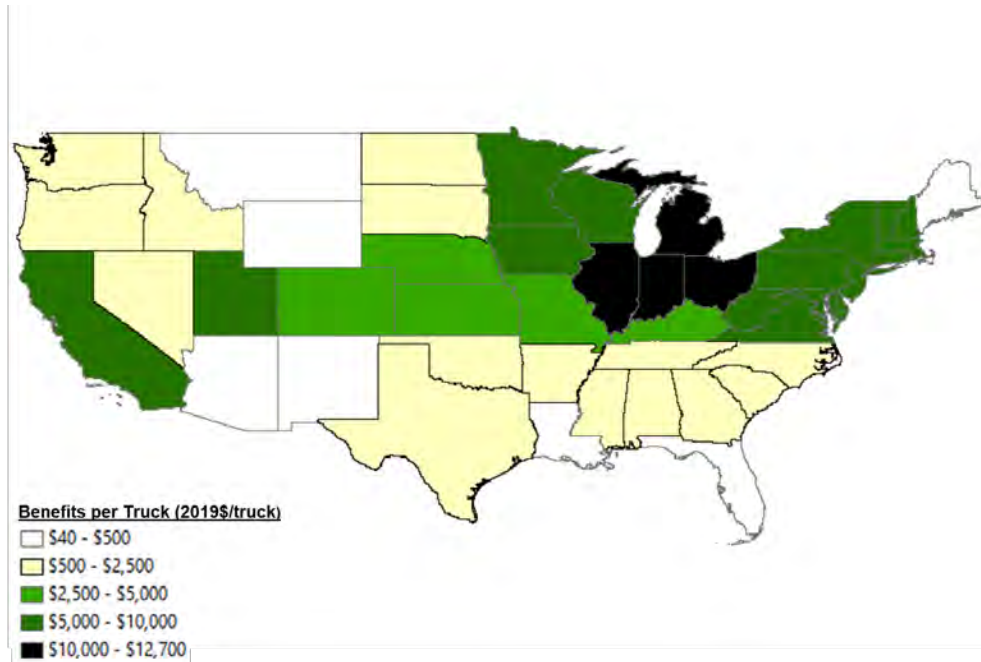 Benefits per Truck (2019$/truck)
$40 - $500
$500 - $2,500
$2,500 - $5,000
$5,000 - $10,000
$10,000 - $12,700